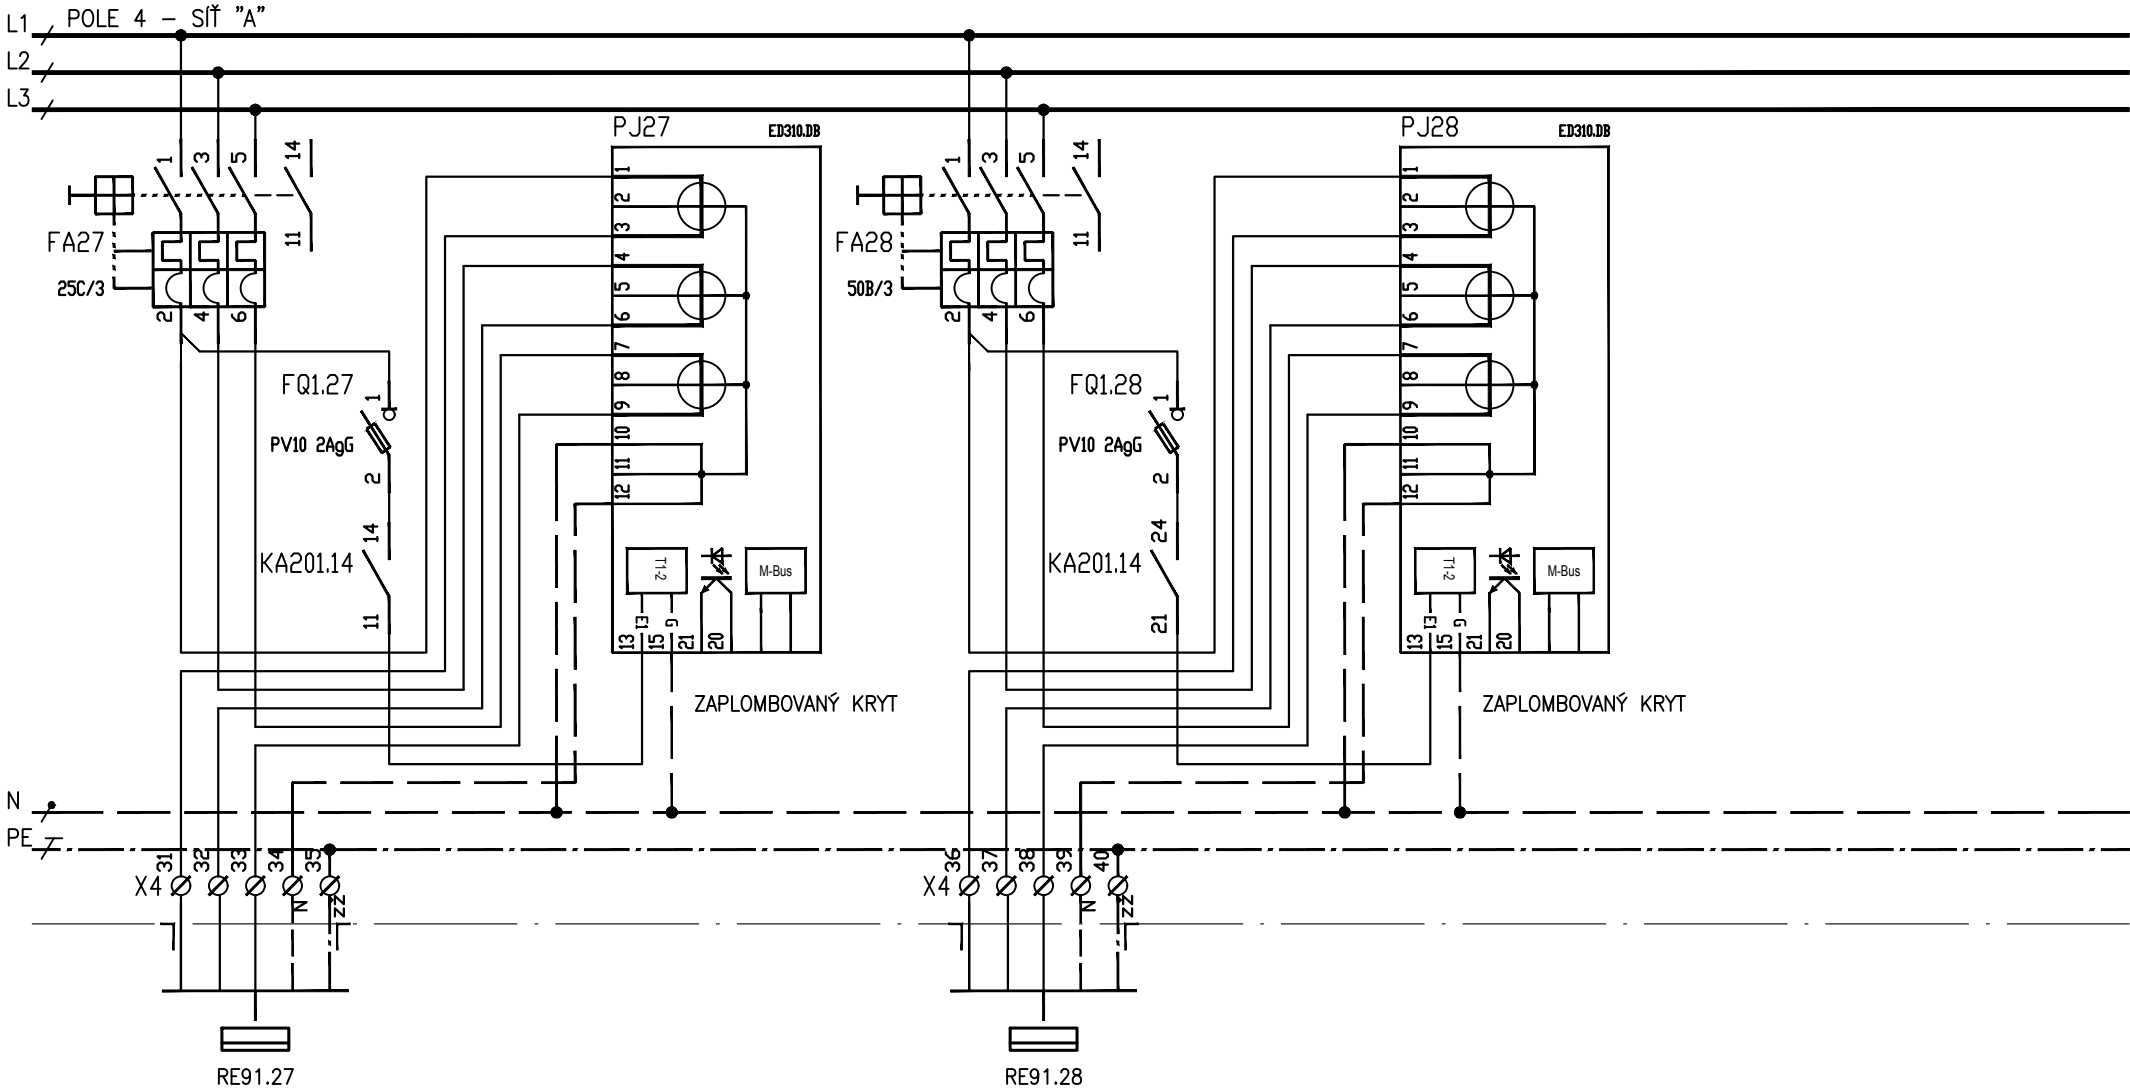 L1 POLE 4 - SÍŤ "A"
L2
L3
PJ27 ED310.DB
PJ28 ED310.DB
1 3 5 14
11
FA27
25C/3
2 4 6
FQ1.27
1
PV10 2AgG
2
14
KA201.14
11
1
2
3
4
5
6
7
8
9
10
11
12
T1-2
M-Bus
E1 G
13 15 21 20
ZAPLOMBOVANÝ KRYT
1 3 5 14
11
FA28
50B/3
2 4 6
FQ1.28
1
PV10 2AgG
2
24
KA201.14
21
1
2
3
4
5
6
7
8
9
10
11
12
T1-2
M-Bus
E1 G
13 15 21 20
ZAPLOMBOVANÝ KRYT
N
PE
31 32 33 34 35
X4
N zž
36 37 38 39 40
X4
N zž
RE91.27
RE91.28